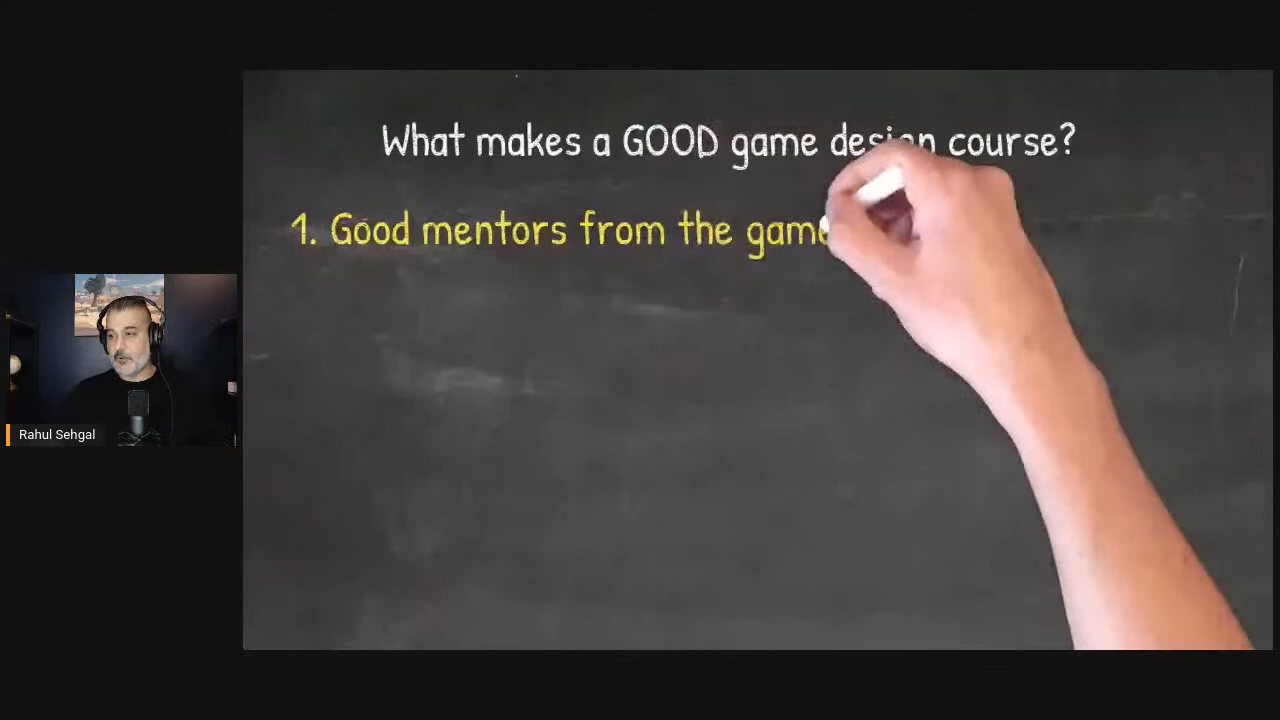 What makes a GOOD game design course?
1. Good mentors from the game
Rahul Sehgal